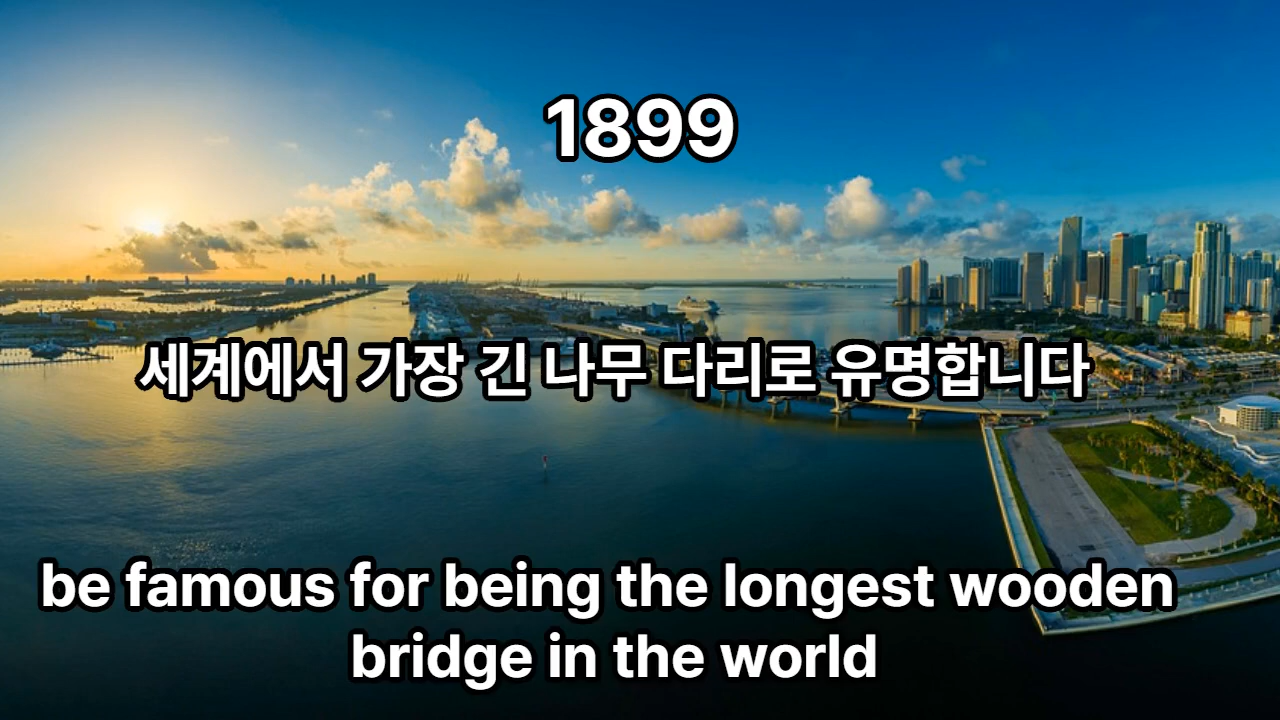 1899
세계에서 가장 긴 나무 다리로 유명합니다
be famous for being the longest wooden
bridge in the world